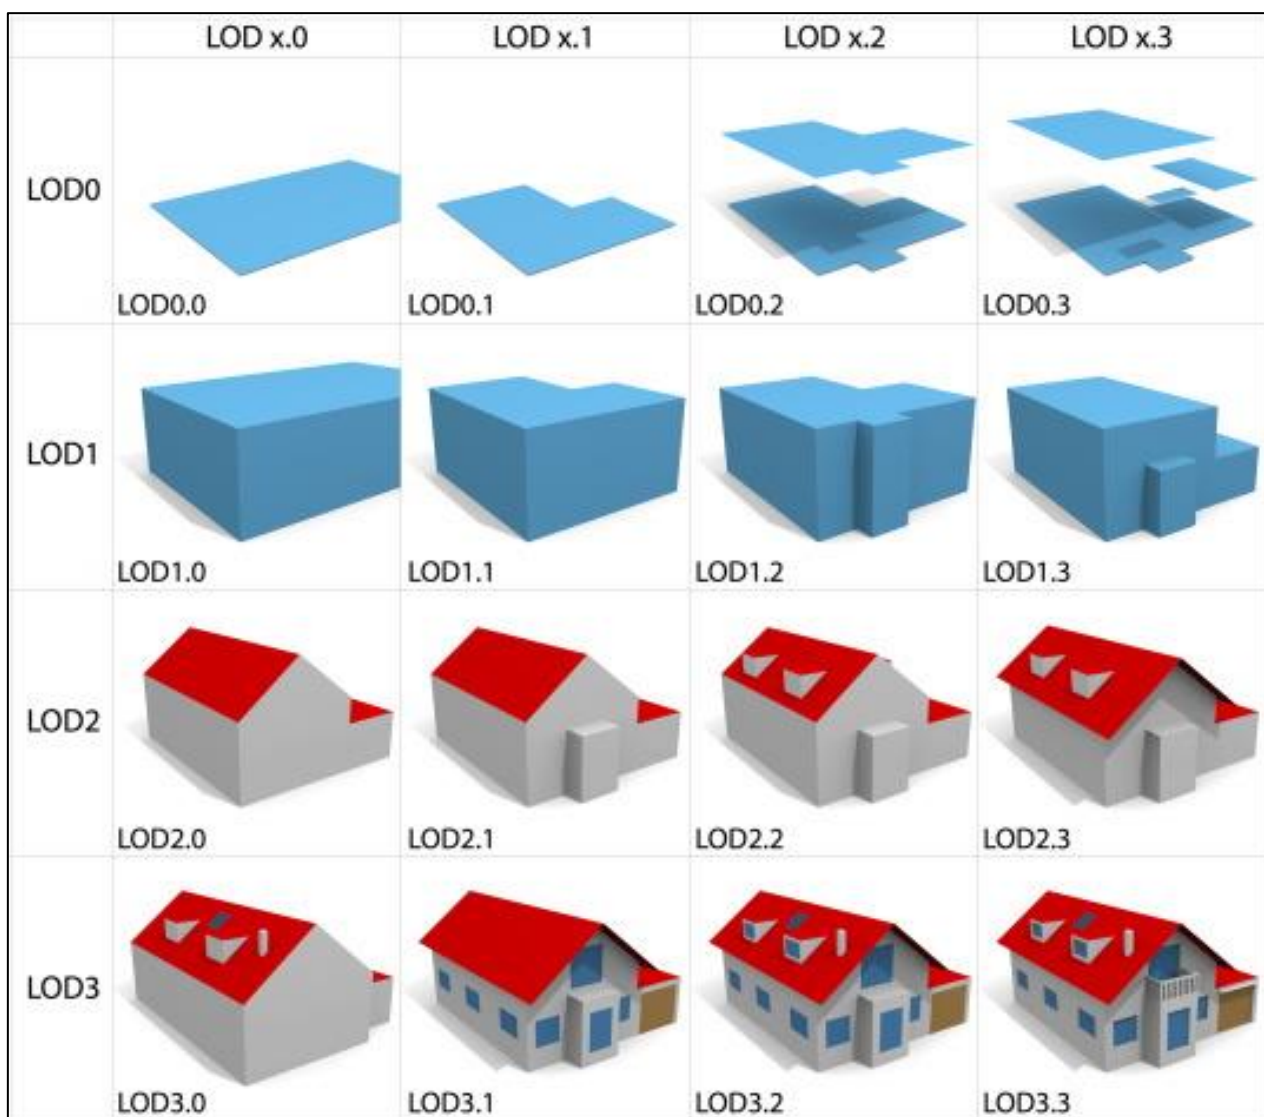 LOD x.0 LOD x.1 LOD x.2 LOD x.3
LOD0
LOD0.0 LOD0.1 LOD0.2 LOD0.3
LOD1
LOD1.0 LOD1.1 LOD1.2 LOD1.3
LOD2
LOD2.0 LOD2.1 LOD2.2 LOD2.3
LOD3
LOD3.0 LOD3.1 LOD3.2 LOD3.3